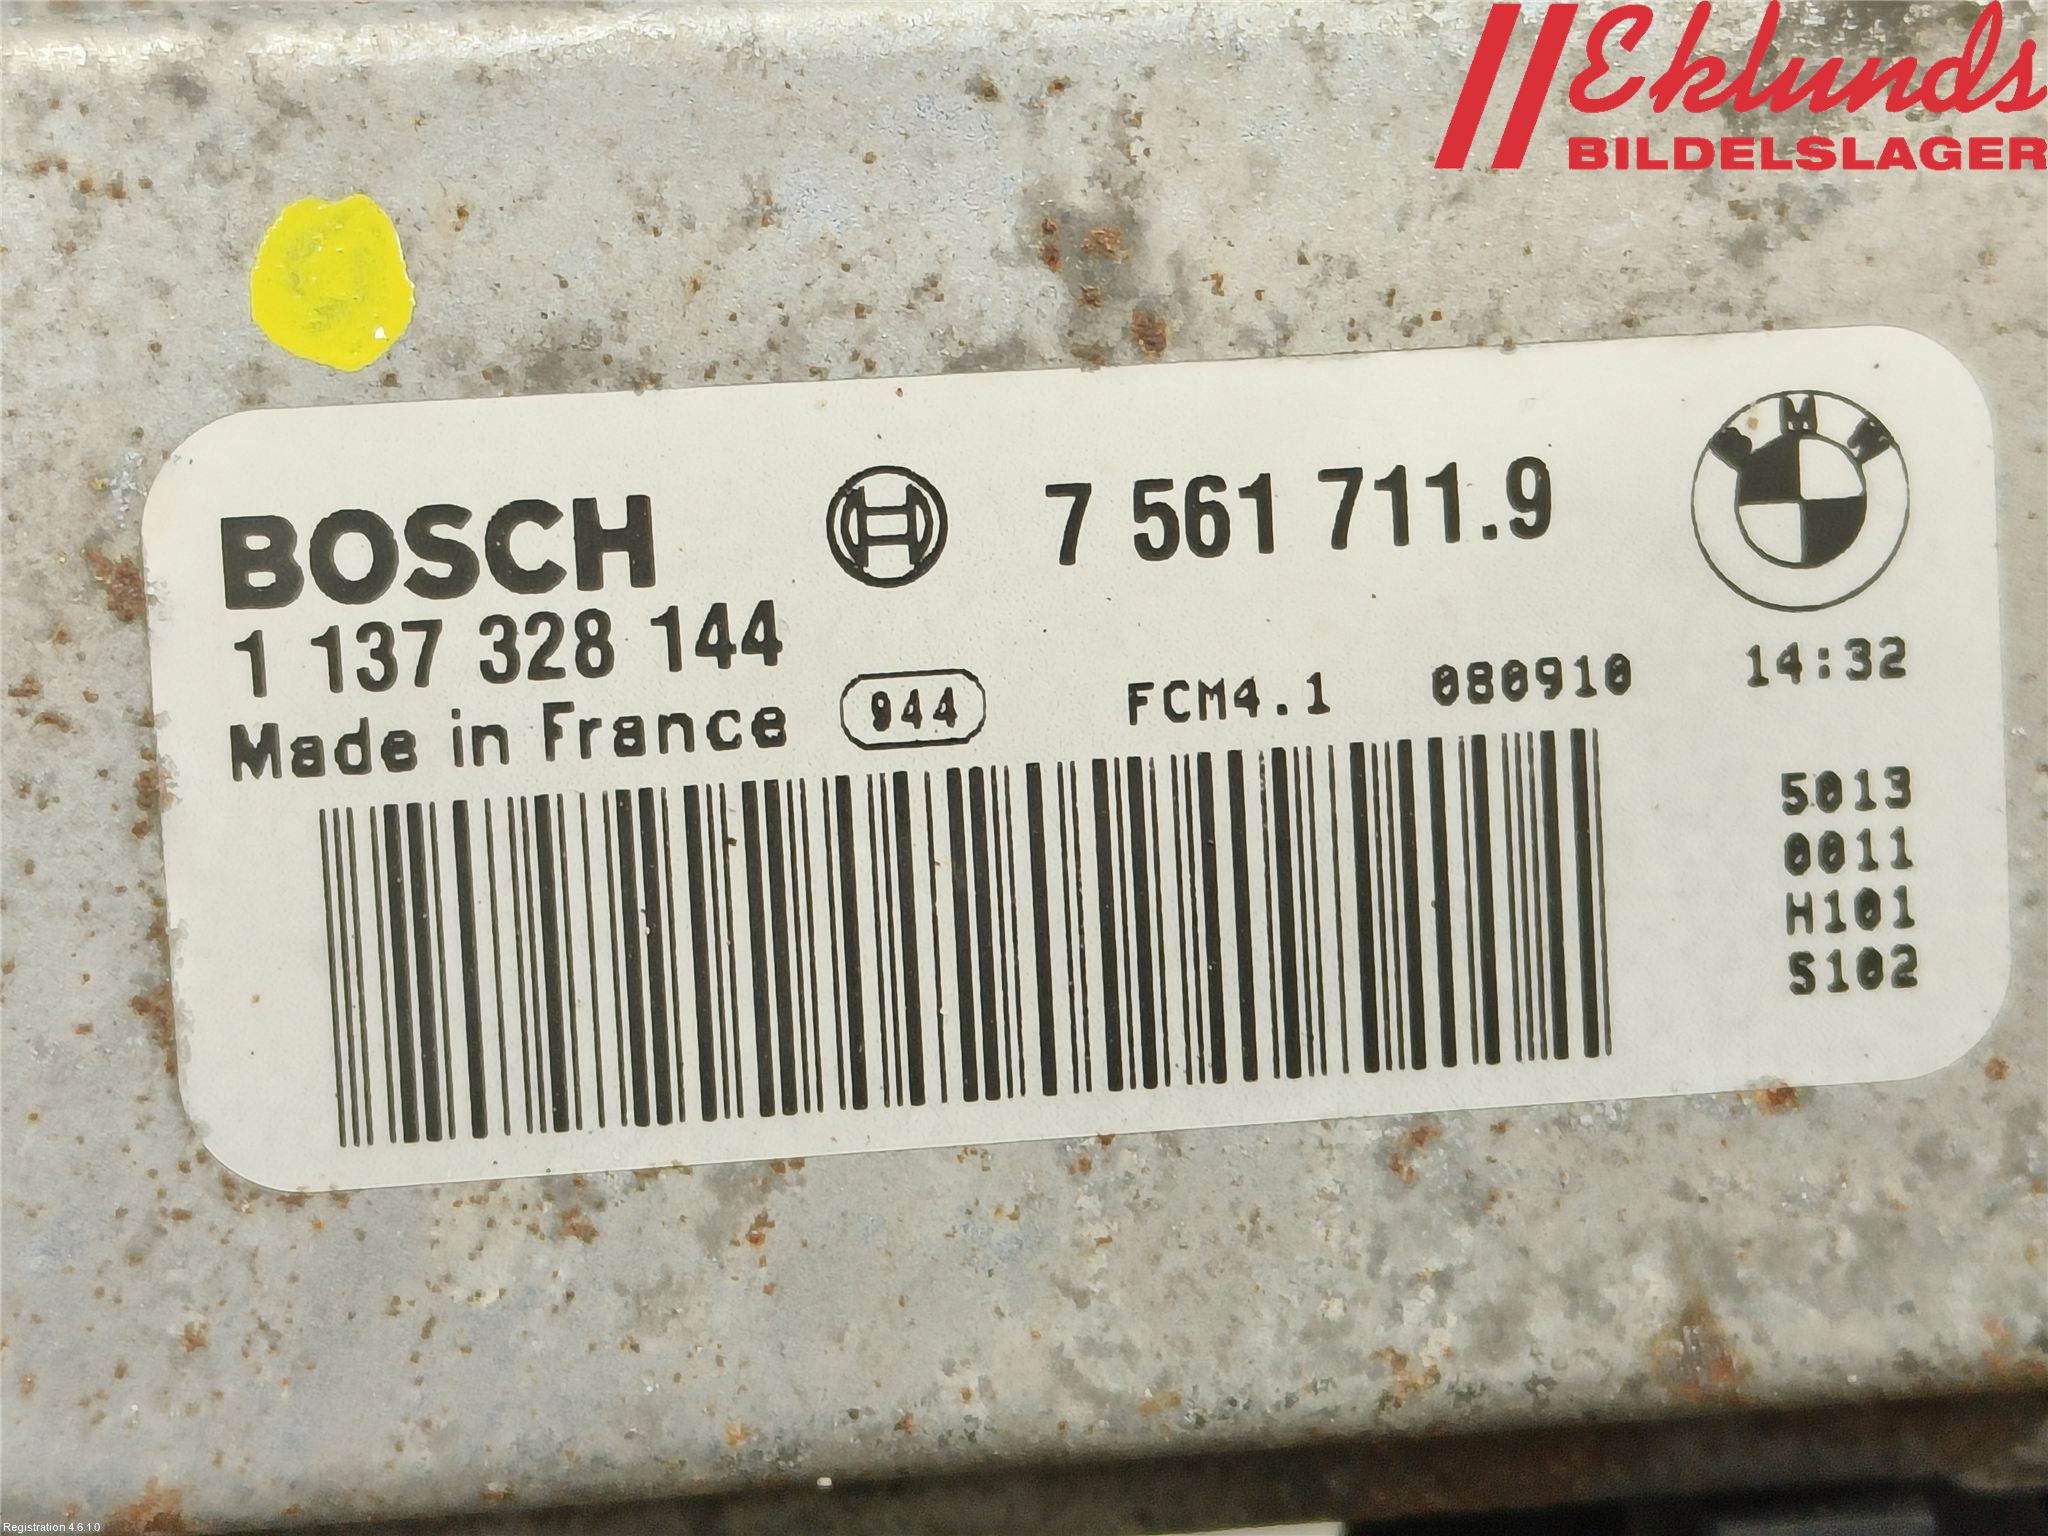 Eklunds
BILDELSLAGER
BOSCH 7 561 711.9
BMW
1 137 328 144
Made in France 944 FCM4.1 080910 14:32
5013
0011
H101
S102
Registration 4.6.1.0